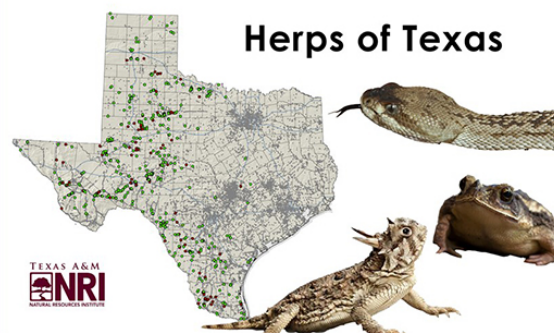 Herps of Texas
TEXAS A&M
NRI
NATURAL RESOURCES INSTITUTE